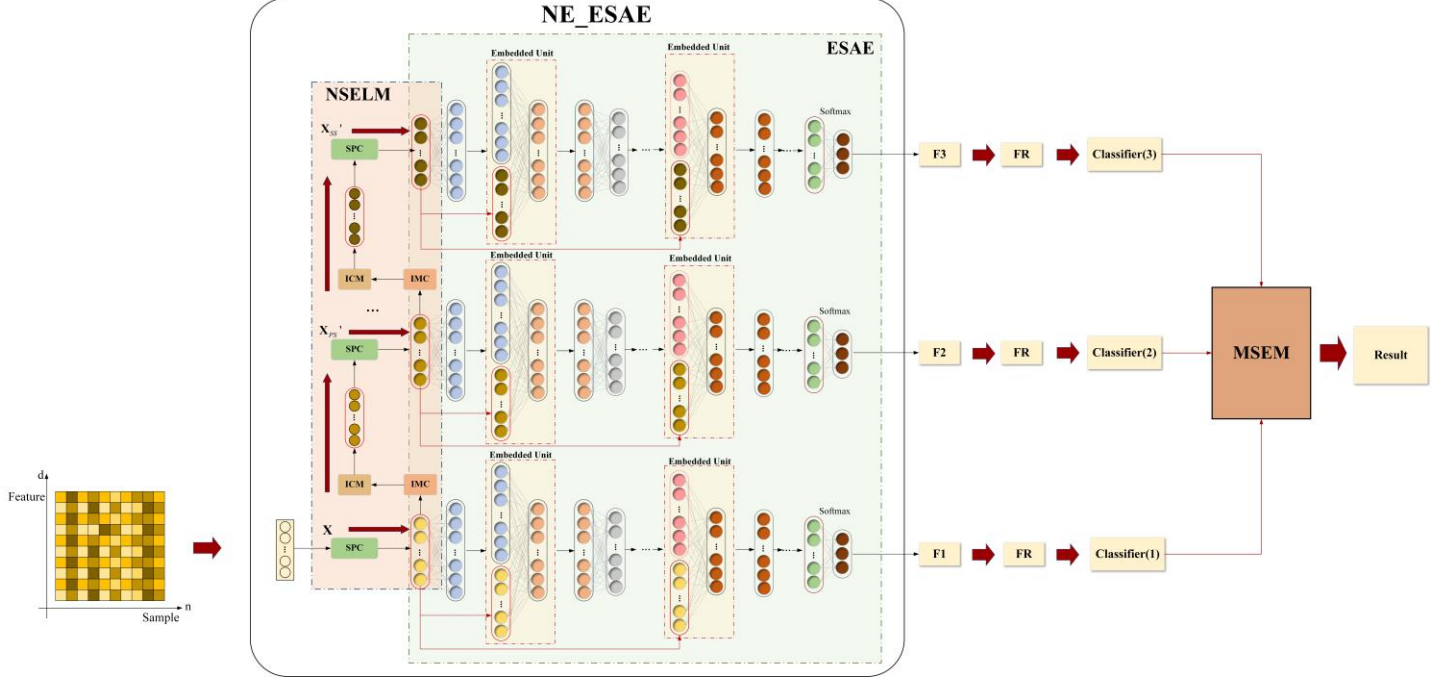 NE_ESAE
ESAE
NSELM
Embedded Unit
Embedded Unit
Softmax
X_SS'
SPC
F3
FR
Classifier(3)
ICM
IMC
Embedded Unit
Embedded Unit
Softmax
...
X_PS'
SPC
F2
FR
Classifier(2)
MSEM
Result
ICM
IMC
Embedded Unit
Embedded Unit
Softmax
d
Feature
X
SPC
F1
FR
Classifier(1)
n
Sample